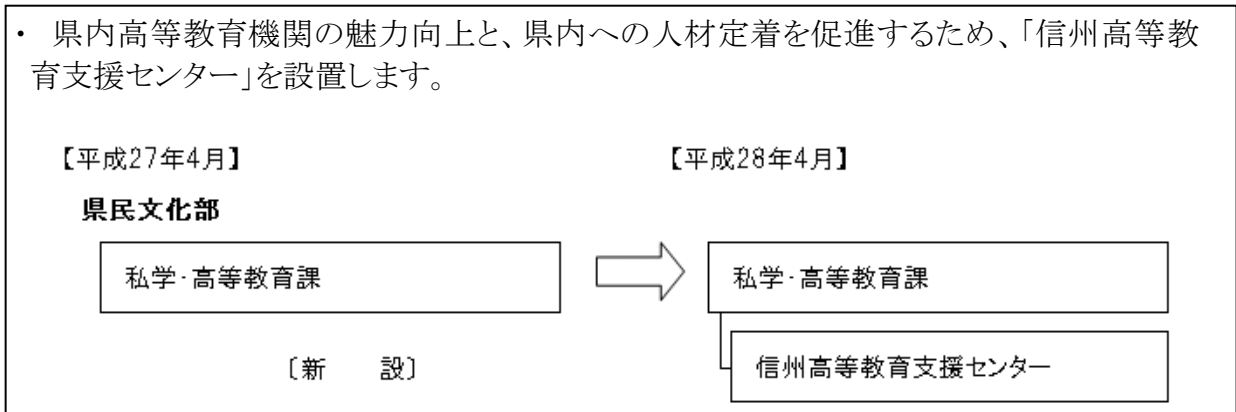 ・ 県内高等教育機関の魅力向上と、県内への人材定着を促進するため、「信州高等教
育支援センター」を設置します。
【平成27年4月】
【平成28年4月】
県民文化部
私学・高等教育課
私学・高等教育課
〔新　　設〕
信州高等教育支援センター